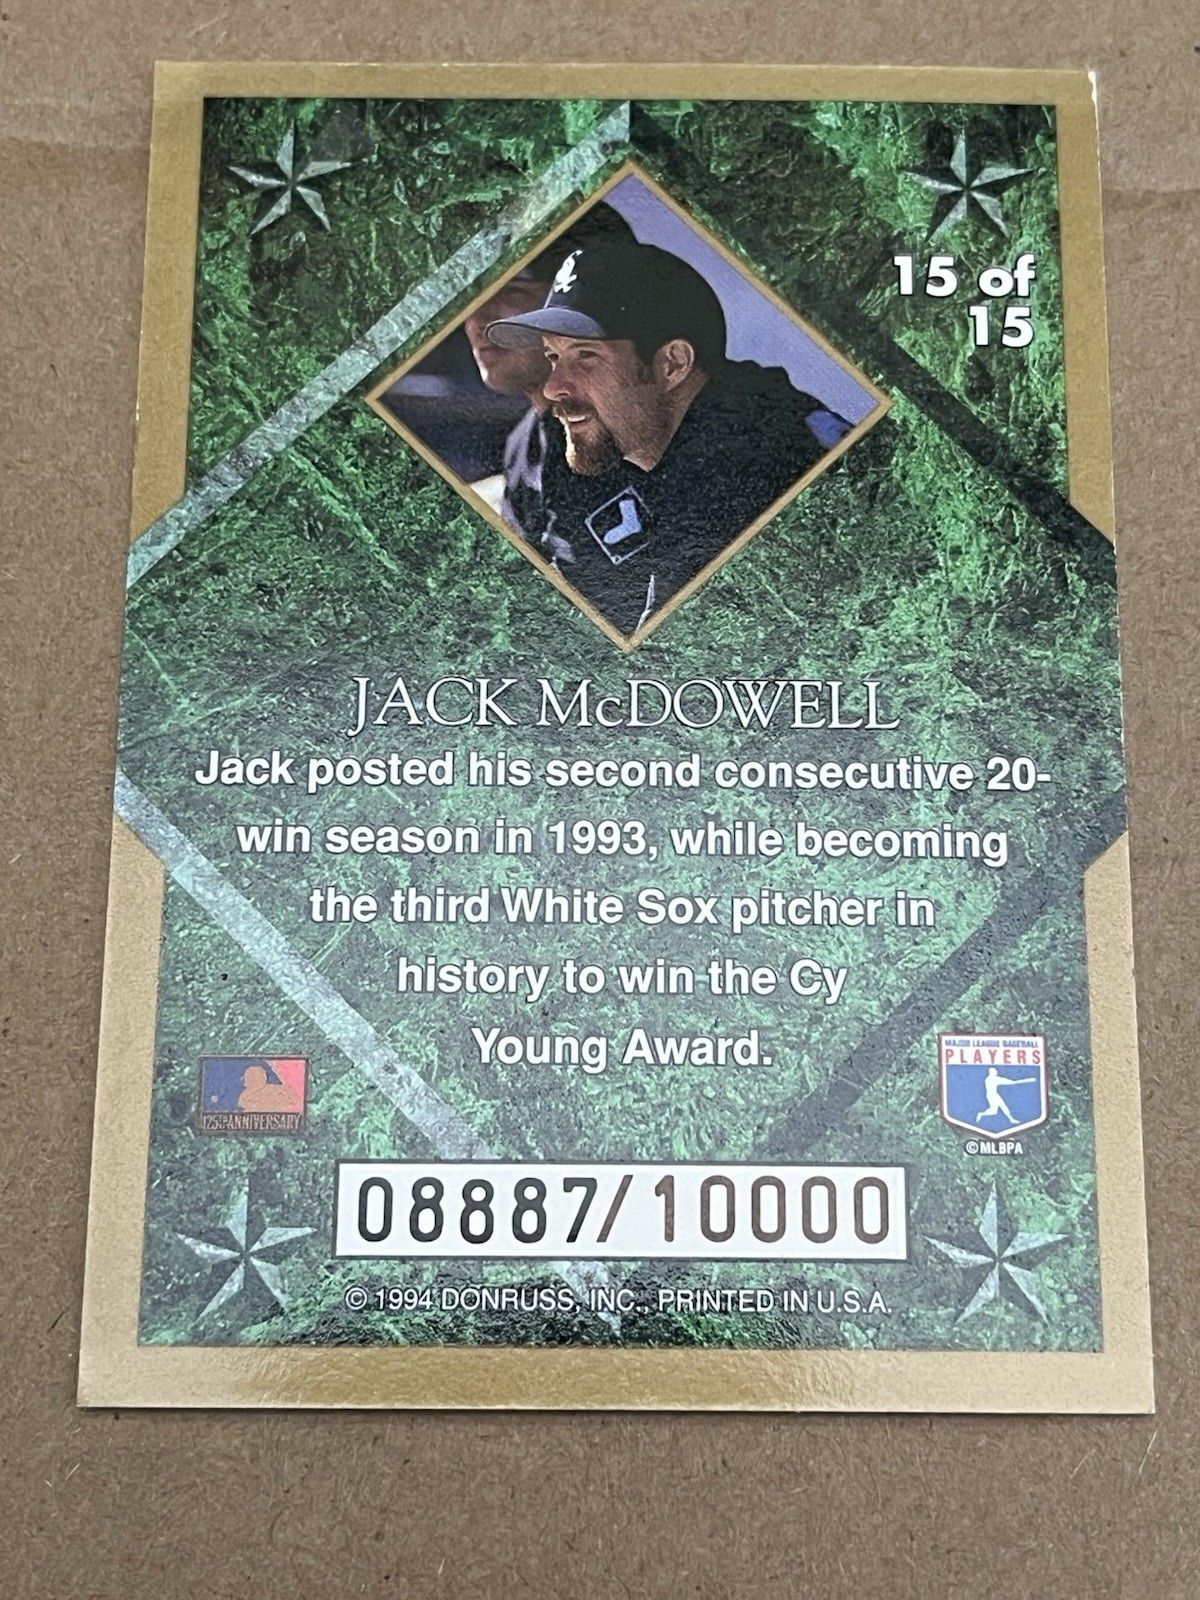 15 of
15
JACK McDOWELL
Jack posted his second consecutive 20-
win season in 1993, while becoming
the third White Sox pitcher in
history to win the Cy
Young Award.
MAJOR LEAGUE BASEBALL
PLAYERS
©MLBPA
125TH ANNIVERSARY
08887/10000
© 1994 DONRUSS, INC., PRINTED IN U.S.A.